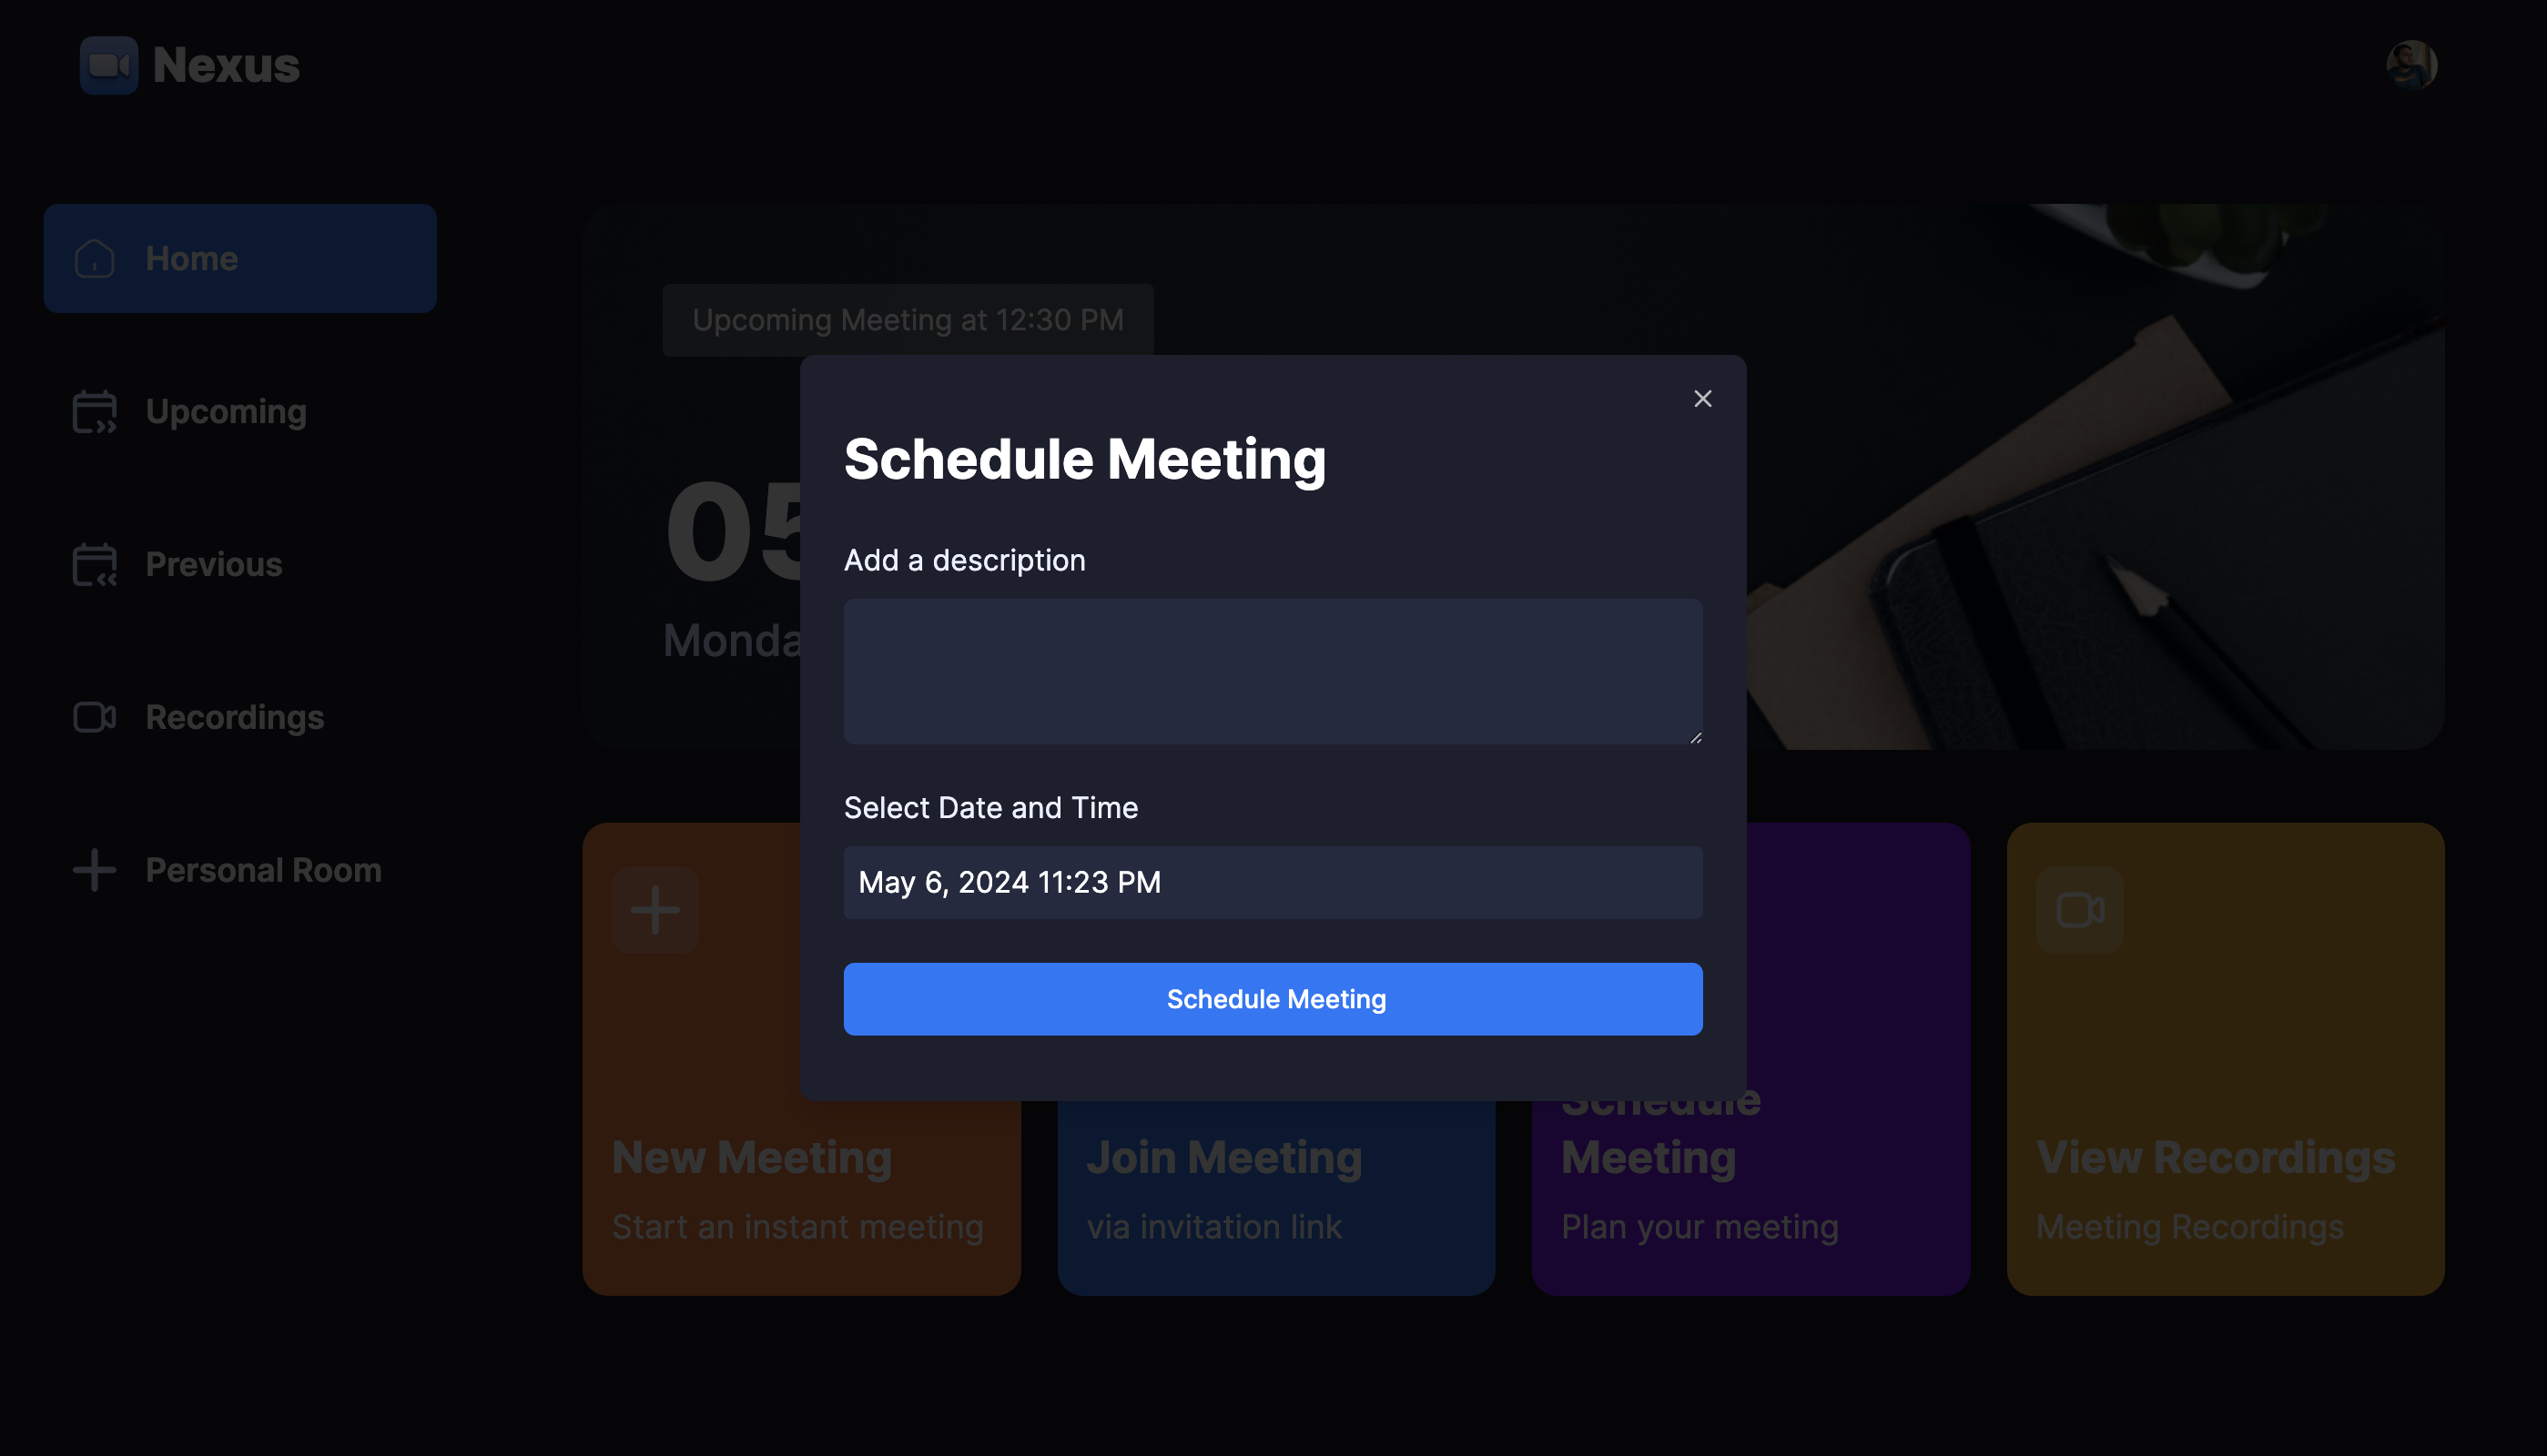 Nexus
Home
Upcoming
Previous
Recordings
Personal Room
Upcoming Meeting at 12:30 PM
Schedule Meeting
Add a description
Select Date and Time
May 6, 2024 11:23 PM
Schedule Meeting
New Meeting
Start an instant meeting
Join Meeting
via invitation link
Schedule
Meeting
Plan your meeting
View Recordings
Meeting Recordings